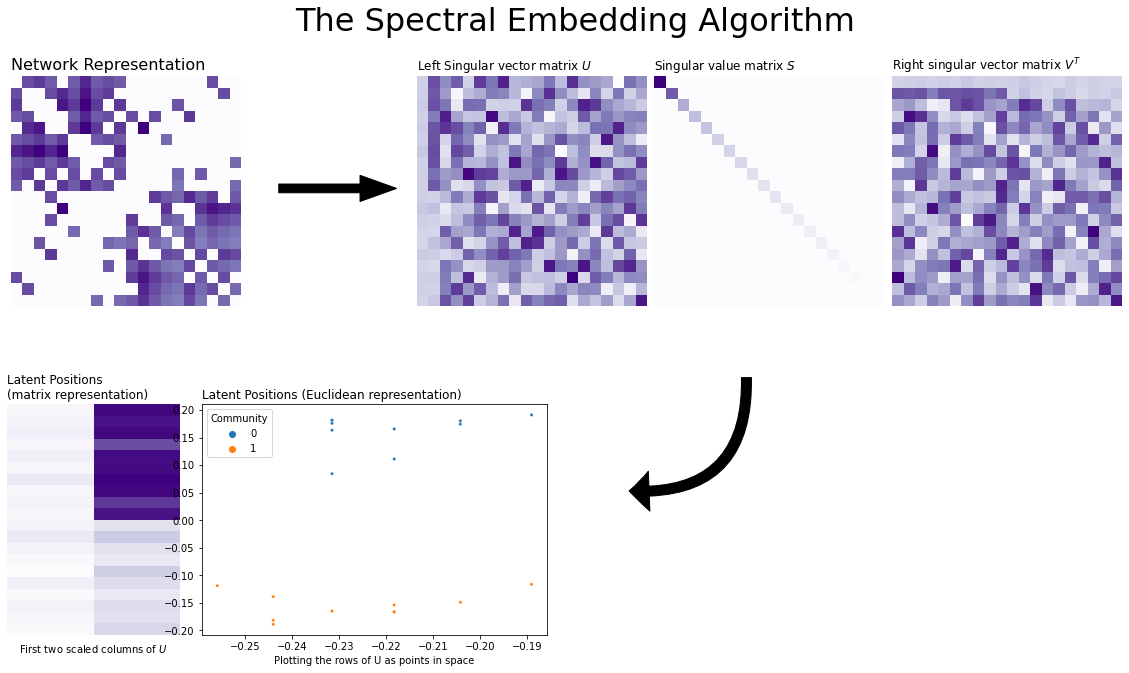 The Spectral Embedding Algorithm
Network Representation
Left Singular vector matrix U
Singular value matrix S
Right singular vector matrix V^T
Latent Positions
(matrix representation)
First two scaled columns of U
Latent Positions (Euclidean representation)
Community
0
1
0.20
0.15
0.10
0.05
0.00
−0.05
−0.10
−0.15
−0.20
−0.25 −0.24 −0.23 −0.22 −0.21 −0.20 −0.19
Plotting the rows of U as points in space